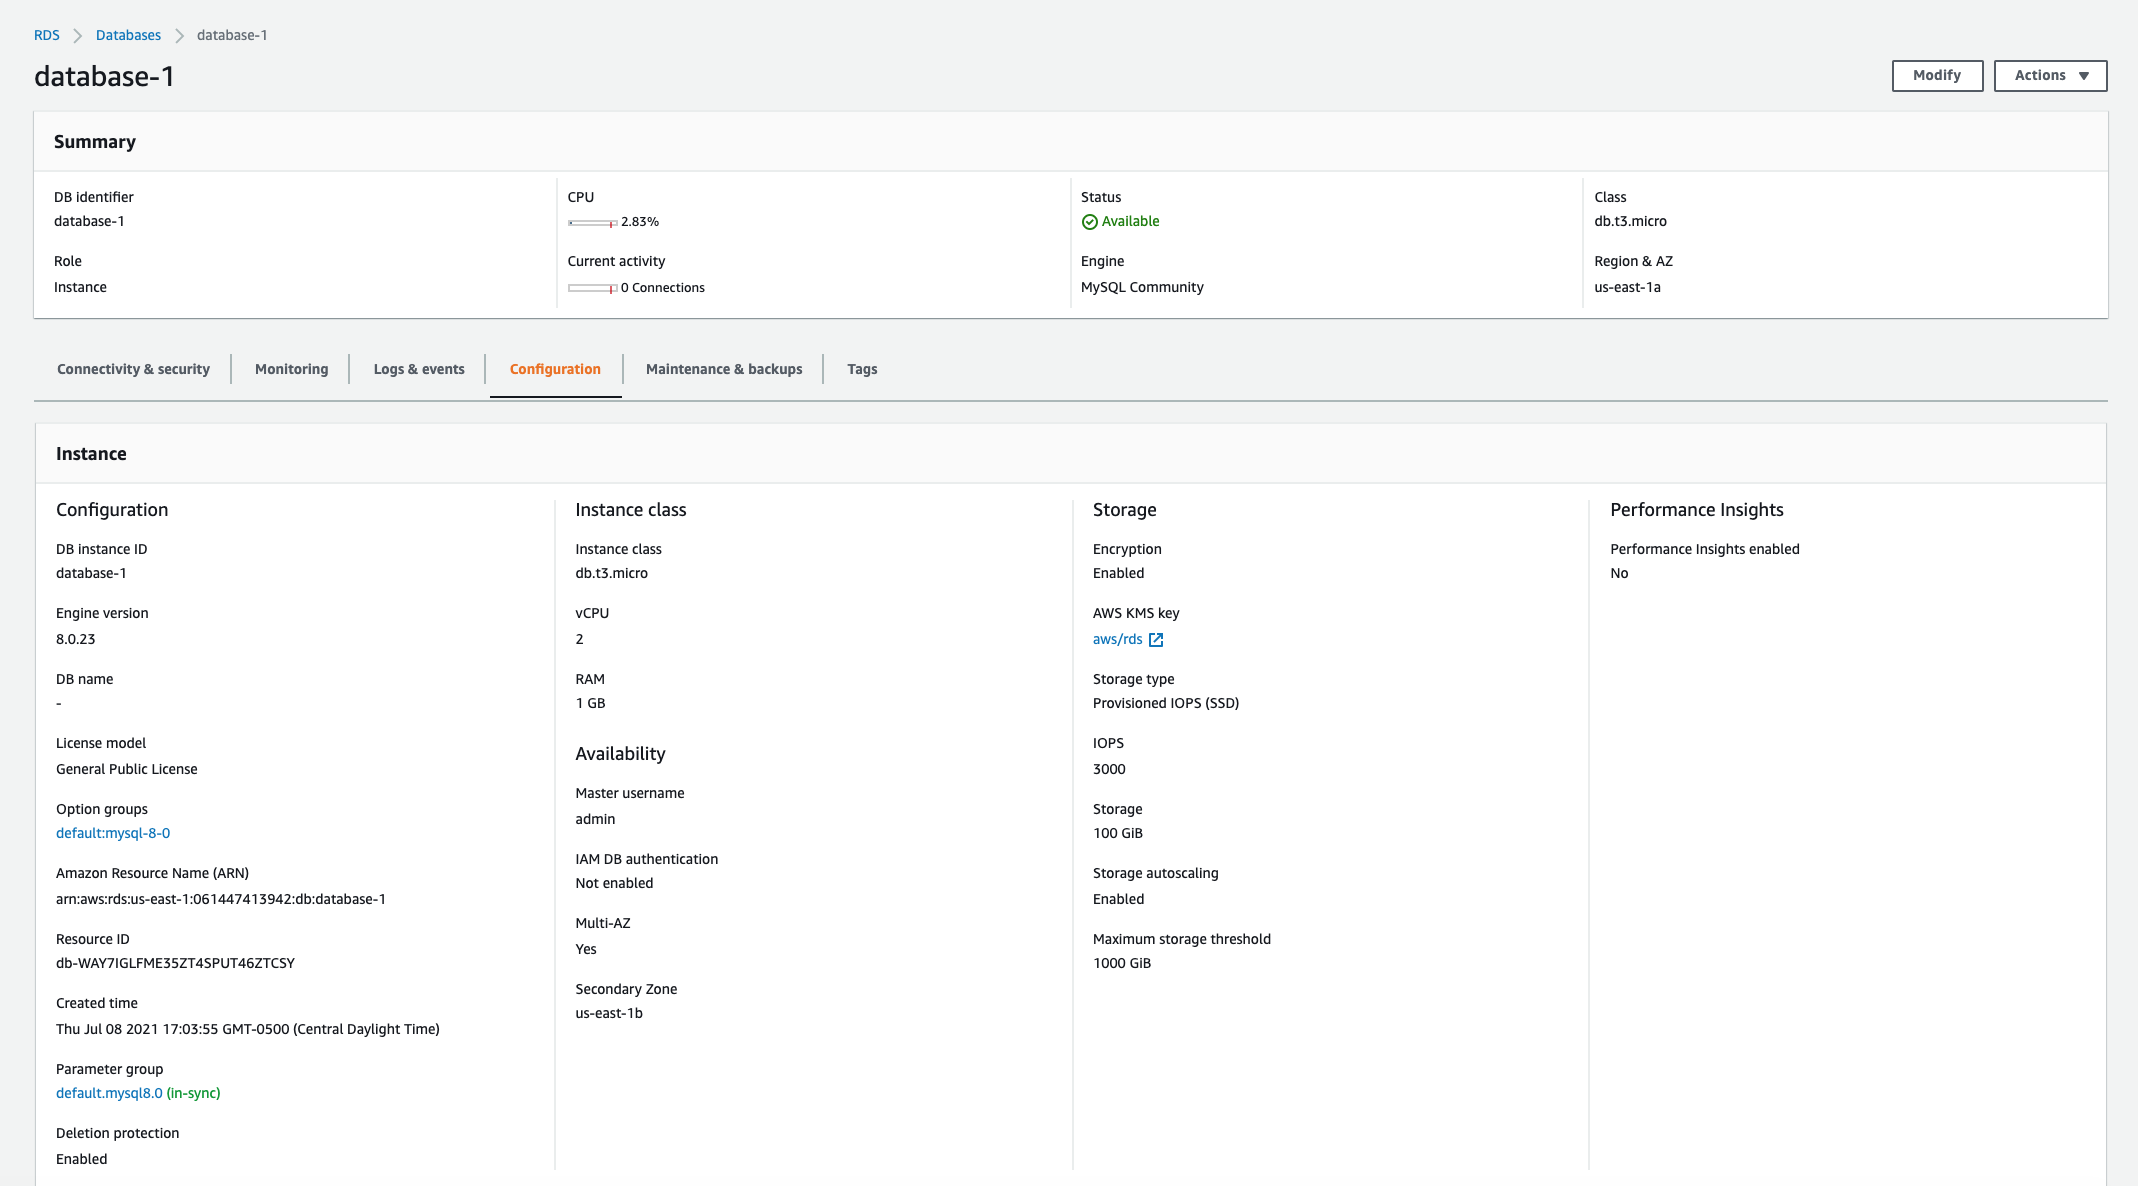 RDS > Databases > database-1
database-1
Modify
Actions
Summary
DB identifier
database-1
Role
Instance
CPU
2.83%
Current activity
0 Connections
Status
Available
Engine
MySQL Community
Class
db.t3.micro
Region & AZ
us-east-1a
Connectivity & security
Monitoring
Logs & events
Configuration
Maintenance & backups
Tags
Instance
Configuration
DB instance ID
database-1
Engine version
8.0.23
DB name
-
License model
General Public License
Option groups
default:mysql-8-0
Amazon Resource Name (ARN)
arn:aws:rds:us-east-1:061447413942:db:database-1
Resource ID
db-WAY7IGLFME35ZT4SPUT46ZTCSY
Created time
Thu Jul 08 2021 17:03:55 GMT-0500 (Central Daylight Time)
Parameter group
default.mysql8.0 (in-sync)
Deletion protection
Enabled
Instance class
Instance class
db.t3.micro
vCPU
2
RAM
1 GB
Availability
Master username
admin
IAM DB authentication
Not enabled
Multi-AZ
Yes
Secondary Zone
us-east-1b
Storage
Encryption
Enabled
AWS KMS key
aws/rds
Storage type
Provisioned IOPS (SSD)
IOPS
3000
Storage
100 GiB
Storage autoscaling
Enabled
Maximum storage threshold
1000 GiB
Performance Insights
Performance Insights enabled
No